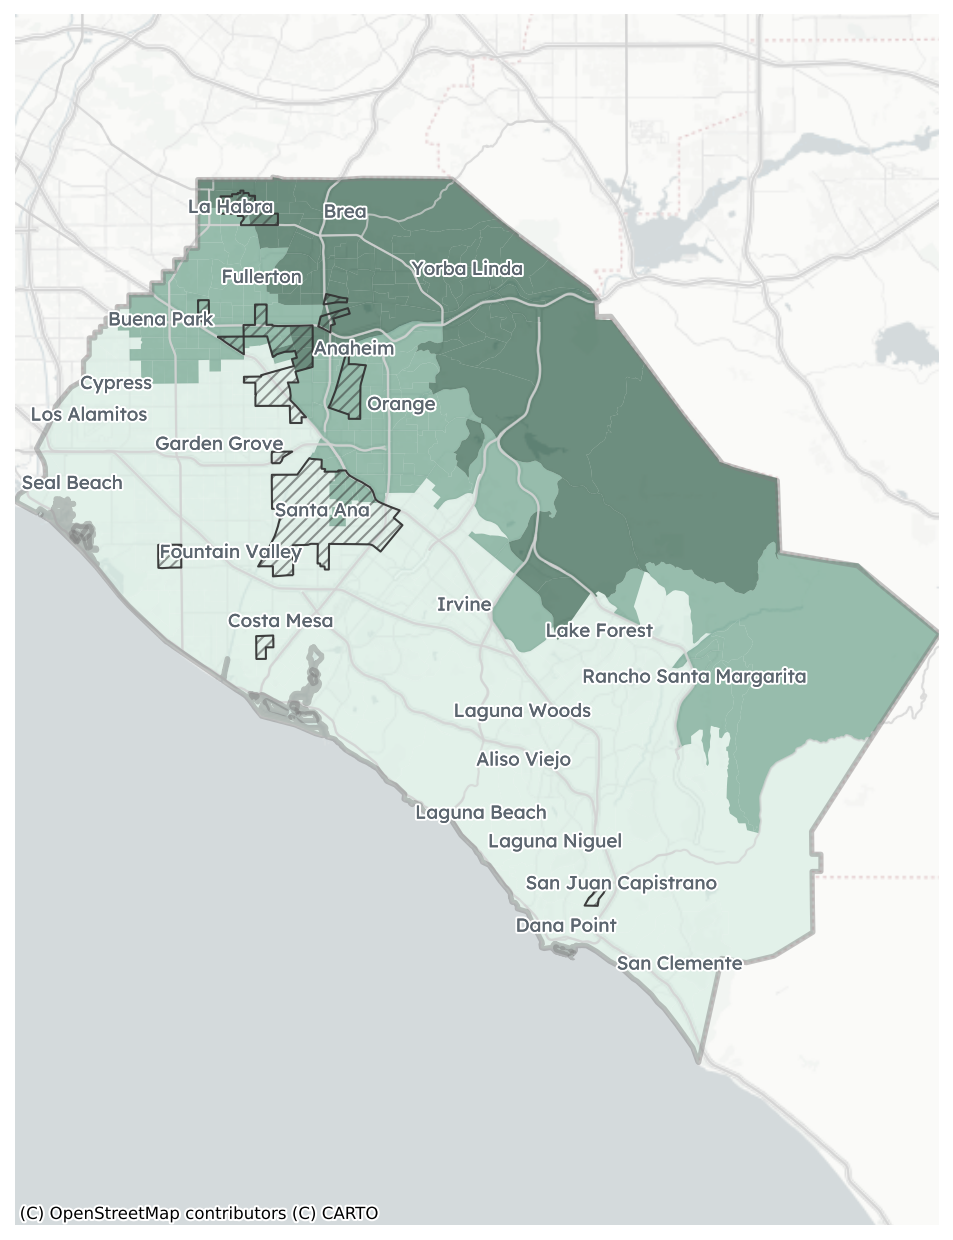 La Habra
Brea
Yorba Linda
Fullerton
Buena Park
Anaheim
Cypress
Orange
Los Alamitos
Garden Grove
Seal Beach
Santa Ana
Fountain Valley
Irvine
Costa Mesa
Lake Forest
Rancho Santa Margarita
Laguna Woods
Aliso Viejo
Laguna Beach
Laguna Niguel
San Juan Capistrano
Dana Point
San Clemente
(C) OpenStreetMap contributors (C) CARTO